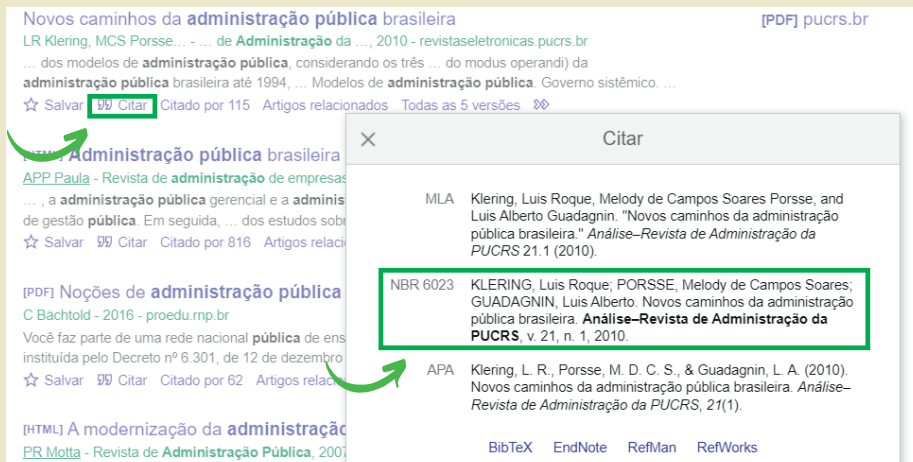 Novos caminhos da administração pública brasileira
[PDF] pucrs.br
LR Klering, MCS Porsse… - … de Administração da …, 2010 - revistaseletronicas.pucrs.br
… dos modelos de administração pública, considerando os três … do modus operandi) da
administração pública brasileira até 1994, … Modelos de administração pública. Governo sistêmico. …
Salvar Citar Citado por 115 Artigos relacionados Todas as 5 versões
[HTML] Administração pública brasileira
APP Paula - Revista de administração de empresas
… , a administração pública gerencial e a adminis
de gestão pública. Em seguida, … dos estudos sobr
Salvar Citar Citado por 816 Artigos relaci
[PDF] Noções de administração pública
C Bächtold - 2016 - proedu.rnp.br
Você faz parte de uma rede nacional pública de ens
instituída pelo Decreto nº 6.301, de 12 de dezembro
Salvar Citar Citado por 62 Artigos relac
[HTML] A modernização da administraç
PR Motta - Revista de Administração Pública, 2007
Citar
MLA Klering, Luis Roque, Melody de Campos Soares Porsse, and
Luis Alberto Guadagnin. "Novos caminhos da administração
pública brasileira." Análise–Revista de Administração da
PUCRS 21.1 (2010).
NBR 6023 KLERING, Luis Roque; PORSSE, Melody de Campos Soares;
GUADAGNIN, Luis Alberto. Novos caminhos da administração
pública brasileira. Análise–Revista de Administração da
PUCRS, v. 21, n. 1, 2010.
APA Klering, L. R., Porsse, M. D. C. S., & Guadagnin, L. A. (2010).
Novos caminhos da administração pública brasileira. Análise–
Revista de Administração da PUCRS, 21(1).
BibTeX EndNote RefMan RefWorks